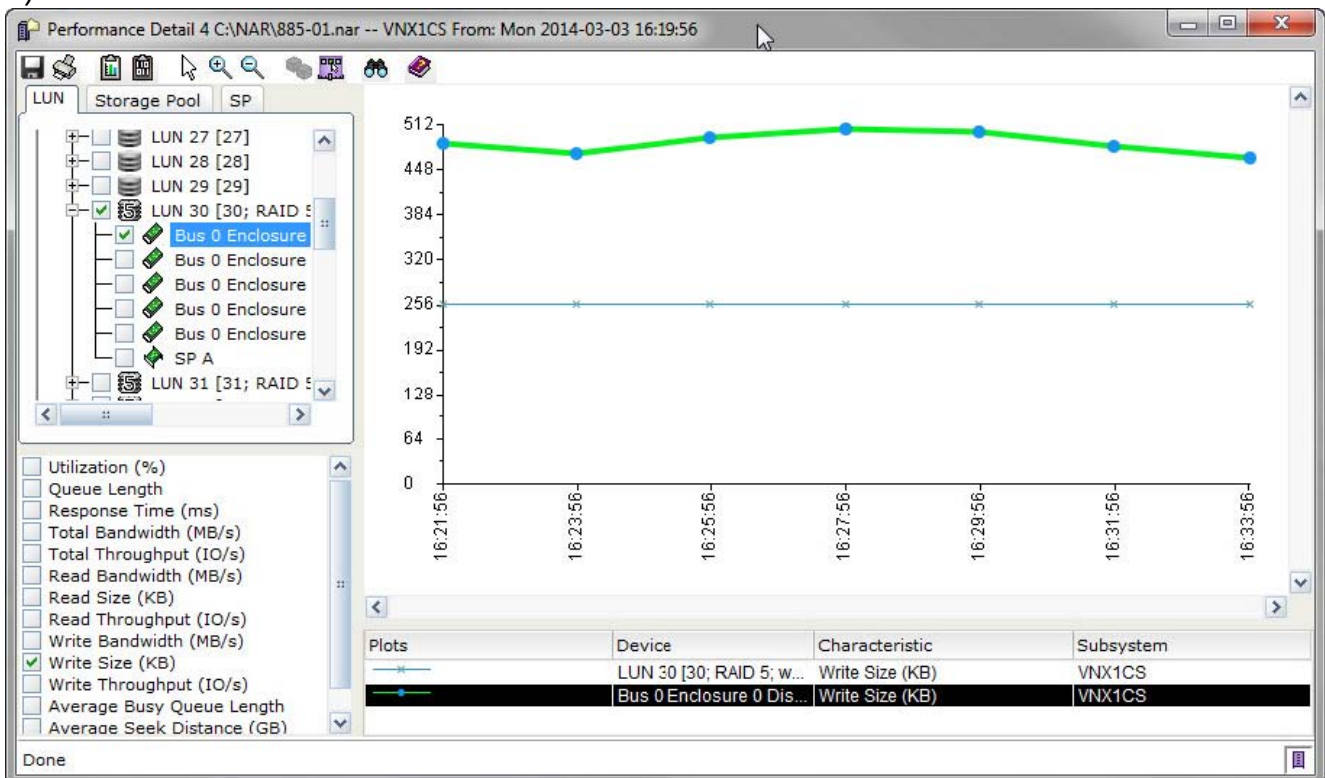 Performance Detail 4 C:\NAR\885-01.nar -- VNX1CS From: Mon 2014-03-03 16:19:56
LUN Storage Pool SP
LUN 27 [27]
LUN 28 [28]
LUN 29 [29]
LUN 30 [30; RAID 5
Bus 0 Enclosure
Bus 0 Enclosure
Bus 0 Enclosure
Bus 0 Enclosure
Bus 0 Enclosure
SP A
LUN 31 [31; RAID 5
Utilization (%)
Queue Length
Response Time (ms)
Total Bandwidth (MB/s)
Total Throughput (IO/s)
Read Bandwidth (MB/s)
Read Size (KB)
Read Throughput (IO/s)
Write Bandwidth (MB/s)
Write Size (KB)
Write Throughput (IO/s)
Average Busy Queue Length
Average Seek Distance (GB)
512
448
384
320
256
192
128
64
0
16:21:56 16:23:56 16:25:56 16:27:56 16:29:56 16:31:56 16:33:56
Plots Device Characteristic Subsystem
LUN 30 [30; RAID 5; w... Write Size (KB) VNX1CS
Bus 0 Enclosure 0 Dis... Write Size (KB) VNX1CS
Done